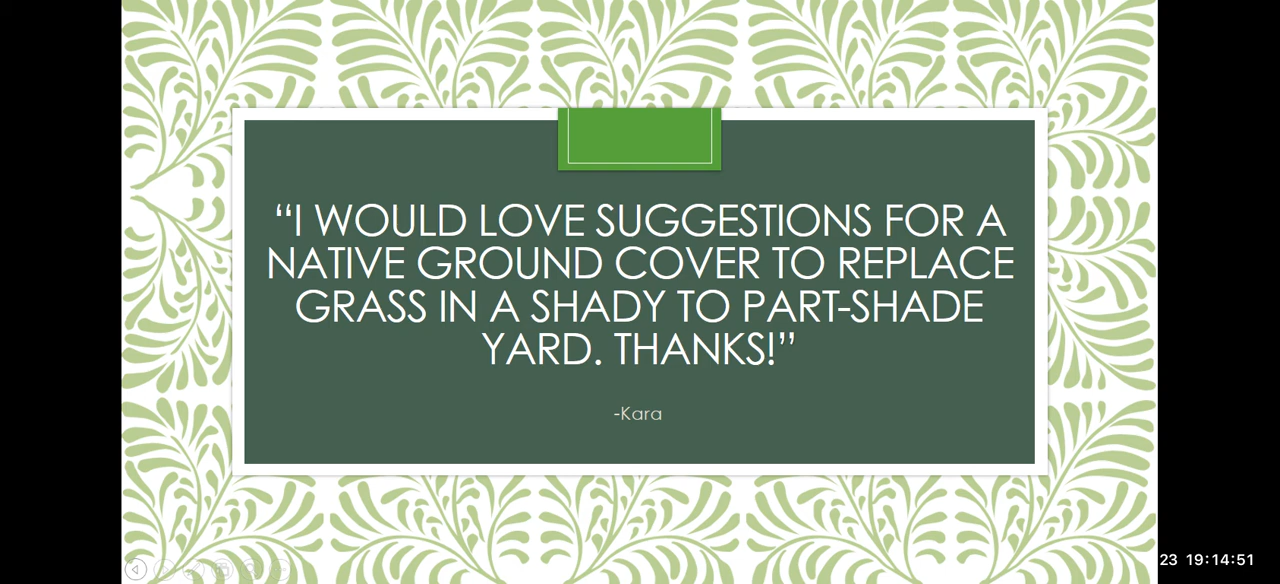 “I WOULD LOVE SUGGESTIONS FOR A
NATIVE GROUND COVER TO REPLACE
GRASS IN A SHADY TO PART-SHADE
YARD. THANKS!”
-Kara
23 19:14:51